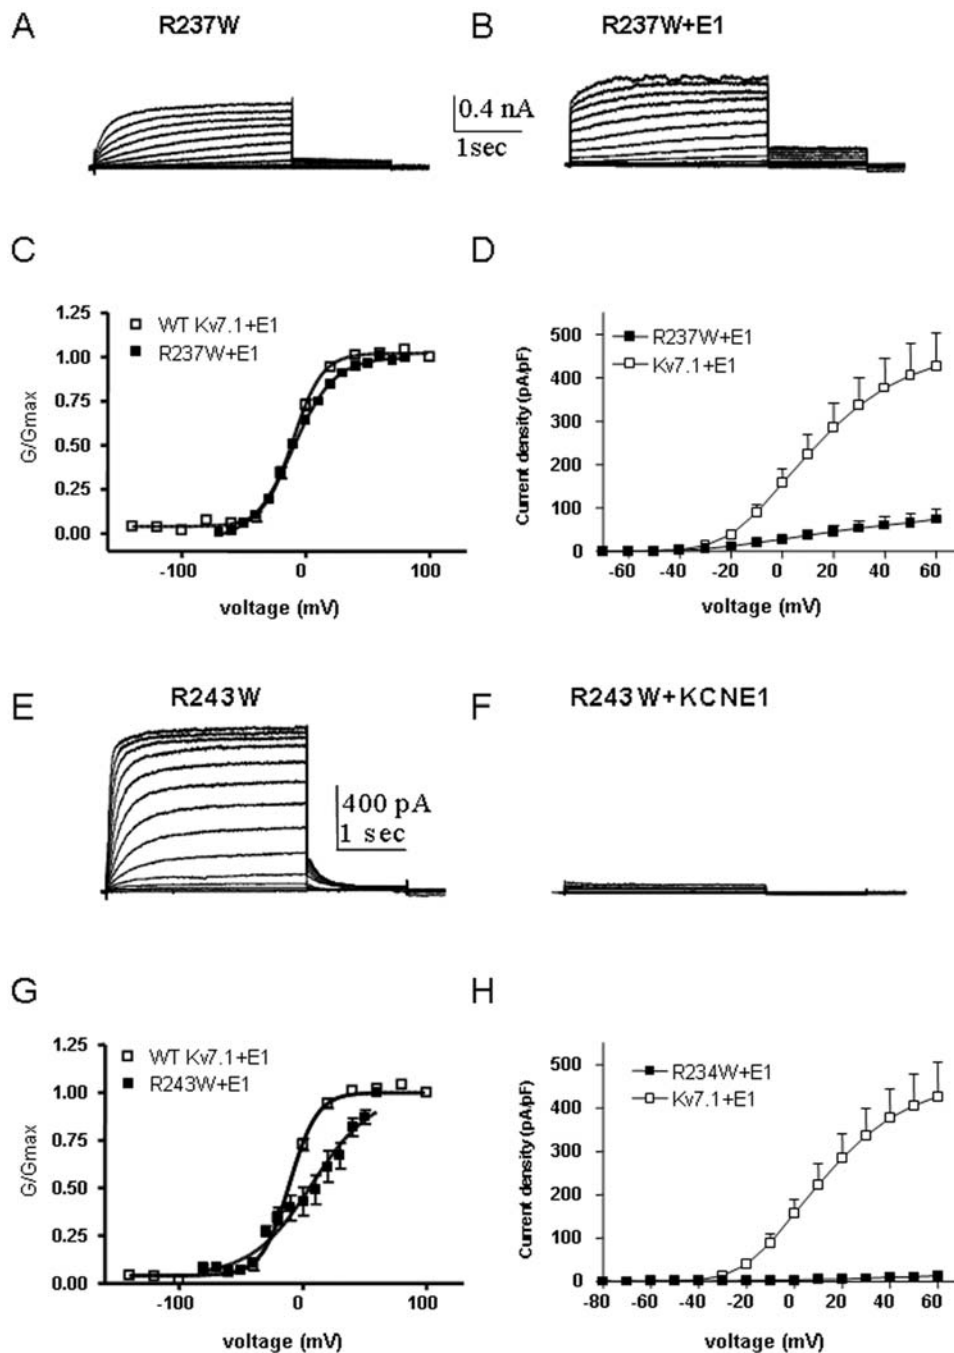 A
R237W
B
R237W+E1
0.4 nA
1sec
C
1.25
1.00
0.75
0.50
0.25
0.00
G/Gmax
WT Kv7.1+E1
R237W+E1
-100
0
100
voltage (mV)
D
500
400
300
200
100
0
Current density (pA/pF)
R237W+E1
Kv7.1+E1
-60
-40
-20
0
20
40
60
voltage (mV)
E
R243W
400 pA
1 sec
F
R243W+KCNE1
G
1.25
1.00
0.75
0.50
0.25
0.00
G/Gmax
WT Kv7.1+E1
R243W+E1
-100
0
100
voltage (mV)
H
500
400
300
200
100
0
Current density (pA/pF)
R234W+E1
Kv7.1+E1
-80
-60
-40
-20
0
20
40
60
voltage (mV)